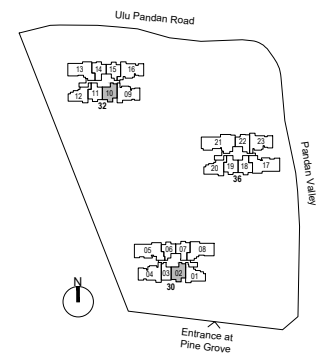 Ulu Pandan Road
13 14 15 16
12 11 10 09
32
21 22 23
20 19 18 17
36
Pandan Valley
05 06 07 08
04 03 02 01
30
N
Entrance at
Pine Grove